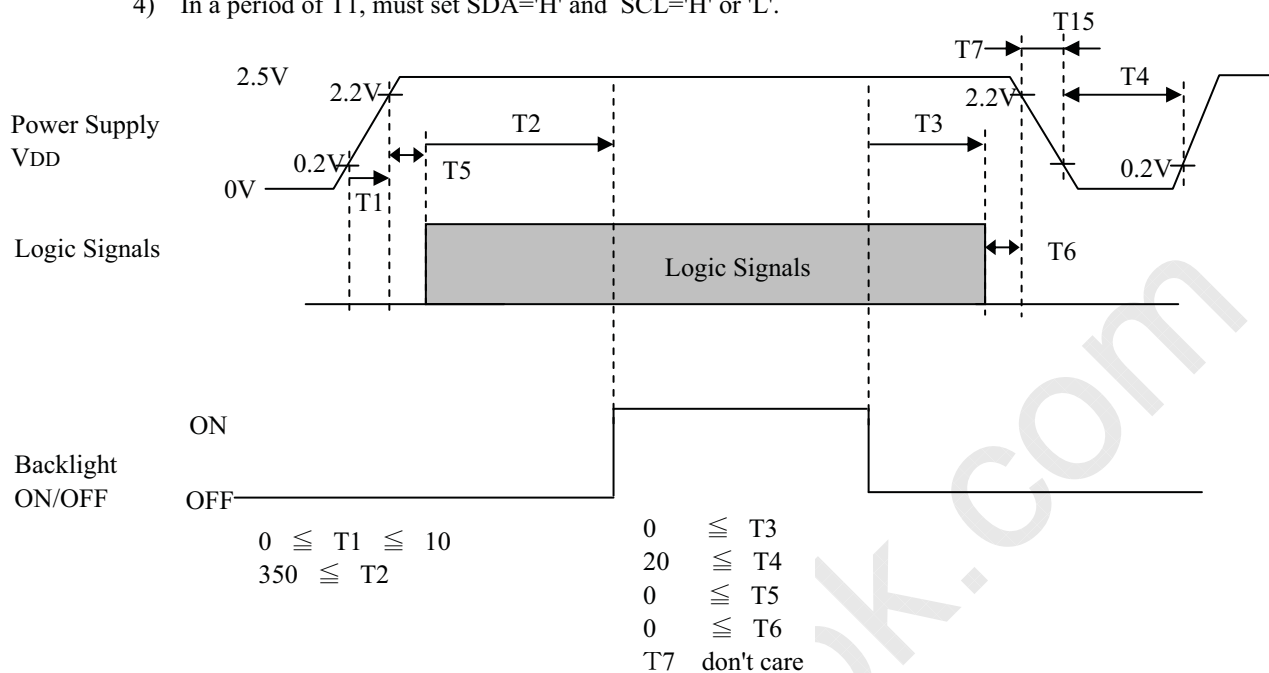 4) In a period of T1, must set SDA='H' and SCL='H' or 'L'.
T15
T7
2.5V
T4
2.2V
2.2V
Power Supply
VDD
T2
T3
0.2V
T5
0.2V
0V
T1
Logic Signals
Logic Signals
T6
ON
Backlight
ON/OFF
OFF
0 ≦ T1 ≦ 10
350 ≦ T2
0 ≦ T3
20 ≦ T4
0 ≦ T5
0 ≦ T6
T7 don't care
ok.com